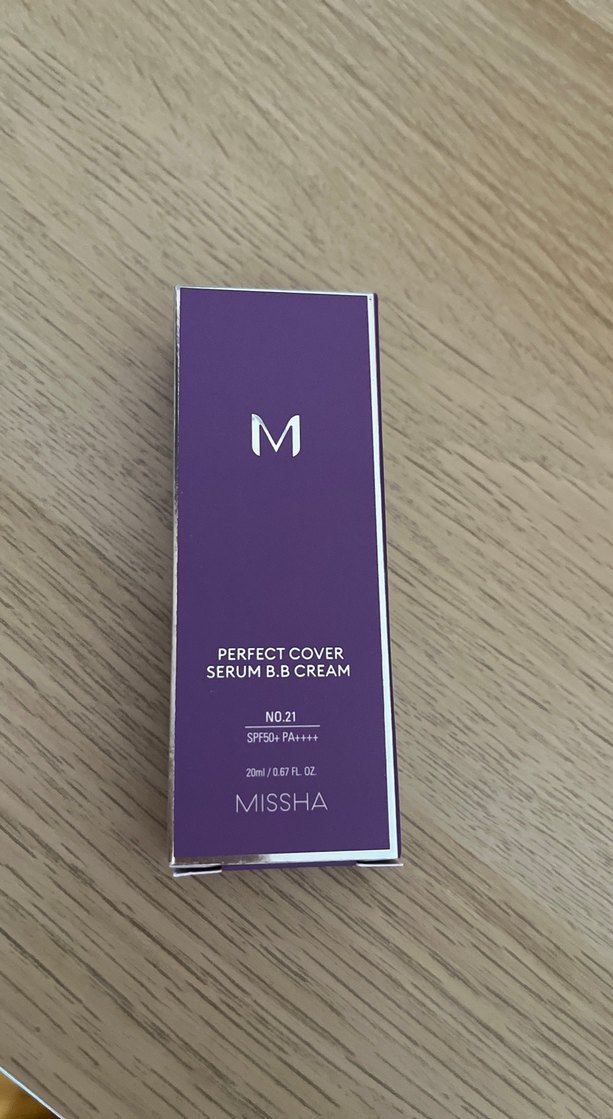 M
PERFECT COVER
SERUM B.B CREAM
NO.21
SPF50+ PA++++
20ml / 0.67 FL. OZ.
MISSHA